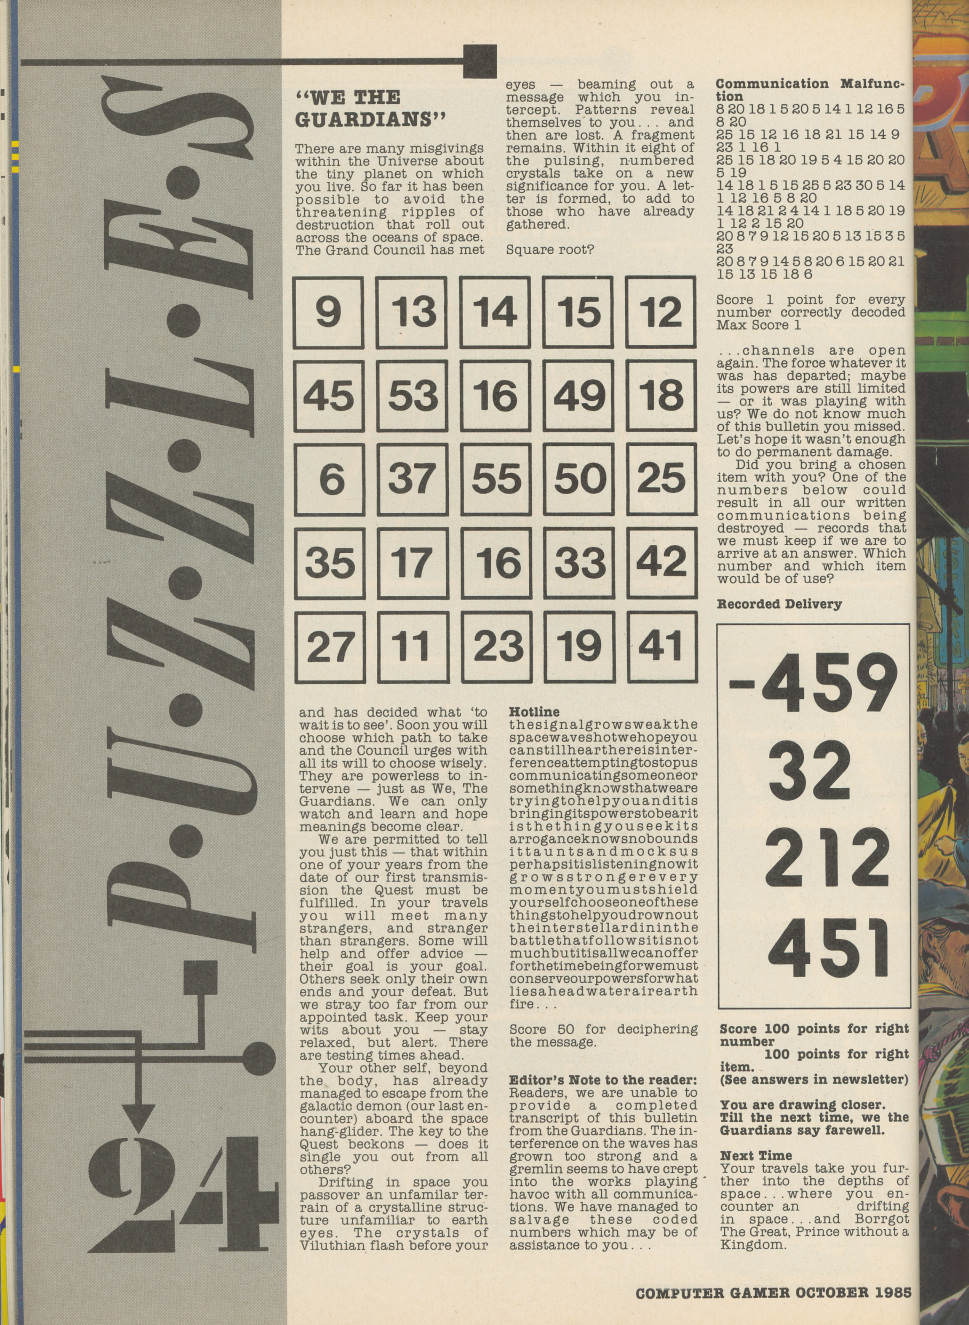 P·U·Z·Z·L·E·S
"WE THE
GUARDIANS"
There are many misgivings
within the Universe about
the tiny planet on which
you live. So far it has been
possible to avoid the
threatening ripples of
destruction that roll out
across the oceans of space.
The Grand Council has met
eyes — beaming out a
message which you in-
tercept. Patterns reveal
themselves to you... and
then are lost. A fragment
remains. Within it eight of
the pulsing, numbered
crystals take on a new
significance for you. A let-
ter is formed, to add to
those who have already
gathered.
Square root?
9 13 14 15 12
45 53 16 49 18
6 37 55 50 25
35 17 16 33 42
27 11 23 19 41
and has decided what 'to
wait is to see'. Soon you will
choose which path to take
and the Council urges with
all its will to choose wisely.
They are powerless to in-
tervene — just as We, The
Guardians. We can only
watch and learn and hope
meanings become clear.
We are permitted to tell
you just this — that within
one of your years from the
date of our first transmis-
sion the Quest must be
fulfilled. In your travels
you will meet many
strangers, and stranger
than strangers. Some will
help and offer advice —
their goal is your goal.
Others seek only their own
ends and your defeat. But
we stray too far from our
appointed task. Keep your
wits about you — stay
relaxed, but alert. There
are testing times ahead.
Your other self, beyond
the body, has already
managed to escape from the
galactic demon (our last en-
counter) aboard the space
hang-glider. The key to the
Quest beckons — does it
single you out from all
others?
Drifting in space you
passover an unfamilar ter-
rain of a crystalline struc-
ture unfamiliar to earth
eyes. The crystals of
Viluthian flash before your
Hotline
thesignalgrowsweakthe
spacewaveshotwehopeyou
canstillhearthereisinter-
ferenceattemptingtostopus
communicatingsomeoneor
somethingknowsthatweare
tryingtohelpyouanditis
bringingitspowerstobearit
isthethingyouseekits
arroganceknowsnobounds
ittauntsandmocksus
perhapsitislisteningnowit
growsstrongerevery
momentyoumustshield
yourselfchooseoneofthese
thingstohelpyoudrownout
theinterstellardininthe
battlethatfollowsitisnot
muchbutitisallwecanoffer
forthetimebeingforwemust
conserveourpowersforwhat
liesaheadwaterairearth
fire...
Score 50 for deciphering
the message.
Editor's Note to the reader:
Readers, we are unable to
provide a completed
transcript of this bulletin
from the Guardians. The in-
terference on the waves has
grown too strong and a
gremlin seems to have crept
into the works playing
havoc with all communica-
tions. We have managed to
salvage these coded
numbers which may be of
assistance to you...
Communication Malfunc-
tion
8 20 18 1 5 20 5 14 1 12 16 5
8 20
25 15 12 16 18 21 15 14 9
23 1 16 1
25 15 18 20 19 5 4 15 20 20
5 19
14 18 1 5 15 25 5 23 30 5 14
1 12 16 5 8 20
14 18 21 2 4 14 1 18 5 20 19
1 12 2 15 20
20 8 7 9 12 15 20 5 13 15 3 5
23
20 8 7 9 14 5 8 20 6 15 20 21
15 13 15 18 6
Score 1 point for every
number correctly decoded
Max Score 1
...channels are open
again. The force whatever it
was has departed; maybe
its powers are still limited
— or it was playing with
us? We do not know much
of this bulletin you missed.
Let's hope it wasn't enough
to do permanent damage.
Did you bring a chosen
item with you? One of the
numbers below could
result in all our written
communications being
destroyed — records that
we must keep if we are to
arrive at an answer. Which
number and which item
would be of use?
Recorded Delivery
-459
32
212
451
Score 100 points for right
number
100 points for right
item.
(See answers in newsletter)
You are drawing closer.
Till the next time, we the
Guardians say farewell.
Next Time
Your travels take you fur-
ther into the depths of
space...where you en-
counter an drifting
in space...and Borrgot
The Great, Prince without a
Kingdom.
24
COMPUTER GAMER OCTOBER 1985